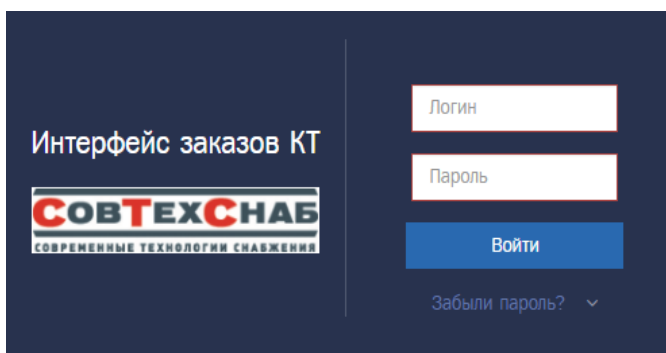 Интерфейс заказов КТ
СОВТЕХСНАБ
СОВРЕМЕННЫЕ ТЕХНОЛОГИИ СНАБЖЕНИЯ
Логин
Пароль
Войти
Забыли пароль?